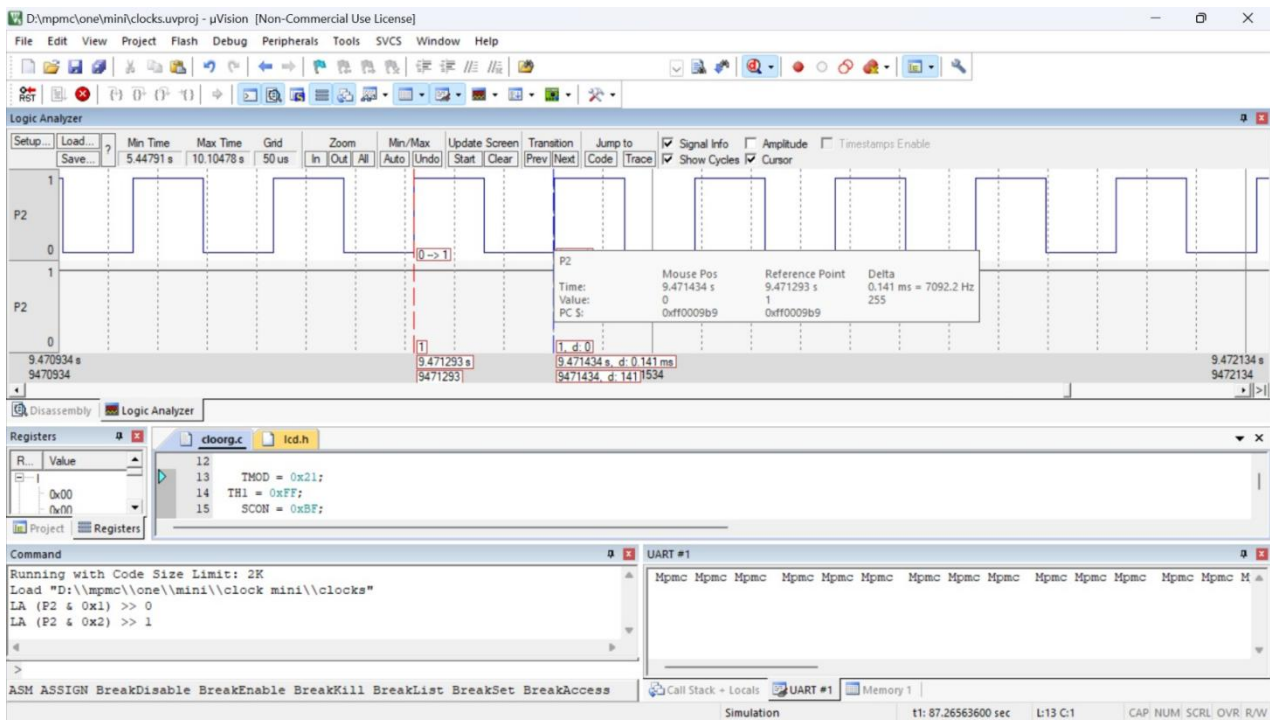 D:\mpmc\one\mini\clocks.uvproj - µVision [Non-Commercial Use License]
File Edit View Project Flash Debug Peripherals Tools SVCS Window Help
RST
Logic Analyzer
Setup... Load... ? Min Time Max Time Grid Zoom Min/Max Update Screen Transition Jump to Signal Info Amplitude Timestamps Enable
Save... 5.44791 s 10.10478 s 50 us In Out All Auto Undo Start Clear Prev Next Code Trace Show Cycles Cursor
1
P2
0
0 -> 1
1
P2
0
P2
Mouse Pos Reference Point Delta
Time: 9.471434 s 9.471293 s 0.141 ms = 7092.2 Hz
Value: 0 1 255
PC $: 0xff0009b9 0xff0009b9
1 1, d: 0
9.470934 s 9.471293 s 9.471434 s, d: 0.141 ms 9.472134 s
9470934 9471293 9471434, d: 141 1534 9472134
Disassembly Logic Analyzer
Registers cloorg.c lcd.h
R... Value
0x00
0x00
12
13 TMOD = 0x21;
14 TH1 = 0xFF;
15 SCON = 0xBF;
Project Registers
Command
Running with Code Size Limit: 2K
Load "D:\\mpmc\\one\\mini\\clock mini\\clocks"
LA (P2 & 0x1) >> 0
LA (P2 & 0x2) >> 1
>
ASM ASSIGN BreakDisable BreakEnable BreakKill BreakList BreakSet BreakAccess
UART #1
Mpmc Mpmc Mpmc Mpmc Mpmc Mpmc Mpmc Mpmc Mpmc Mpmc Mpmc Mpmc Mpmc Mpmc M
Call Stack + Locals UART #1 Memory 1
Simulation t1: 87.26563600 sec L:13 C:1 CAP NUM SCRL OVR R/W